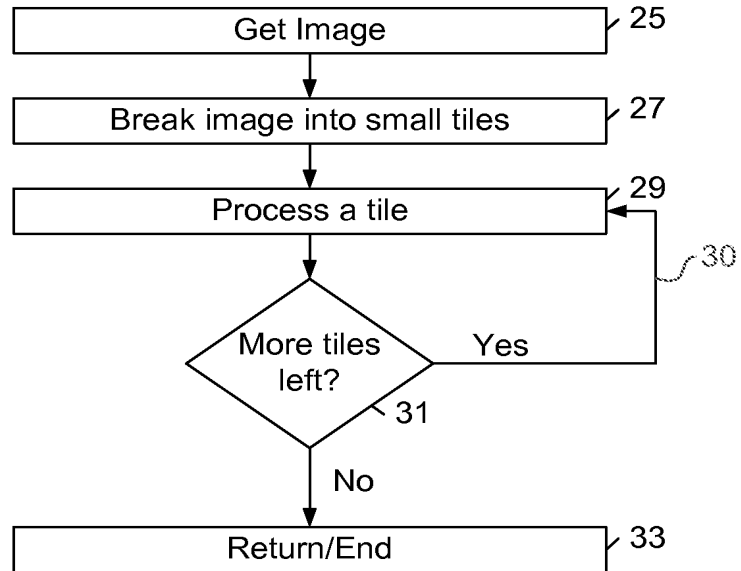 Get Image
25
Break image into small tiles
27
Process a tile
29
30
More tiles
left?
Yes
31
No
Return/End
33